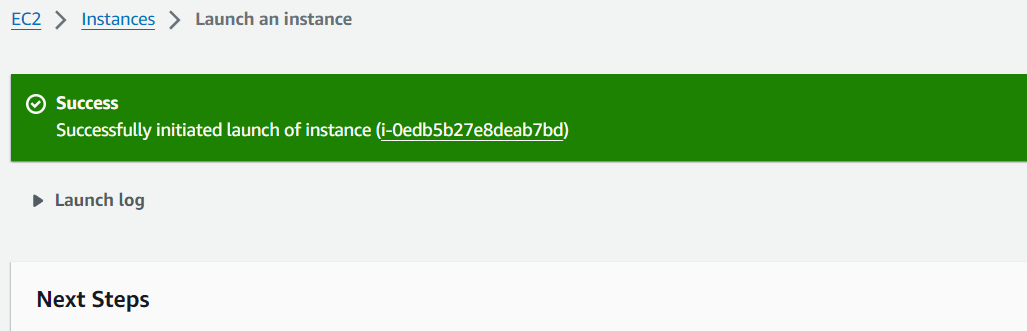 EC2 > Instances > Launch an instance
Success
Successfully initiated launch of instance (i-0edb5b27e8deab7bd)
Launch log
Next Steps